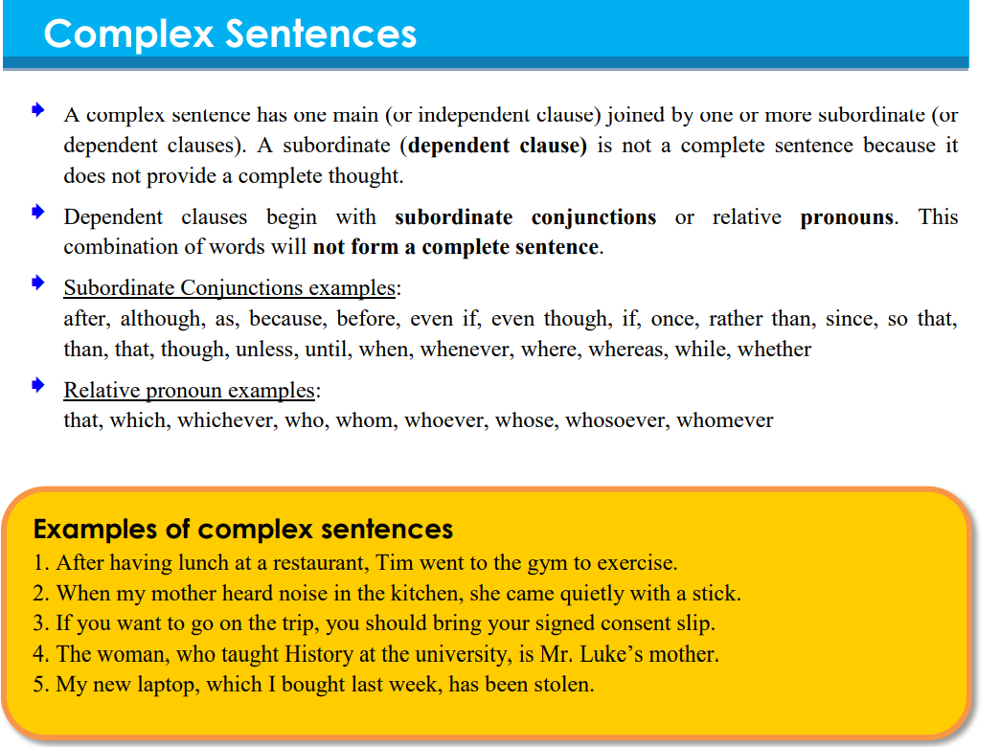 Complex Sentences
A complex sentence has one main (or independent clause) joined by one or more subordinate (or
dependent clauses). A subordinate (dependent clause) is not a complete sentence because it
does not provide a complete thought.
Dependent clauses begin with subordinate conjunctions or relative pronouns. This
combination of words will not form a complete sentence.
Subordinate Conjunctions examples:
after, although, as, because, before, even if, even though, if, once, rather than, since, so that,
than, that, though, unless, until, when, whenever, where, whereas, while, whether
Relative pronoun examples:
that, which, whichever, who, whom, whoever, whose, whosoever, whomever
Examples of complex sentences
1. After having lunch at a restaurant, Tim went to the gym to exercise.
2. When my mother heard noise in the kitchen, she came quietly with a stick.
3. If you want to go on the trip, you should bring your signed consent slip.
4. The woman, who taught History at the university, is Mr. Luke’s mother.
5. My new laptop, which I bought last week, has been stolen.